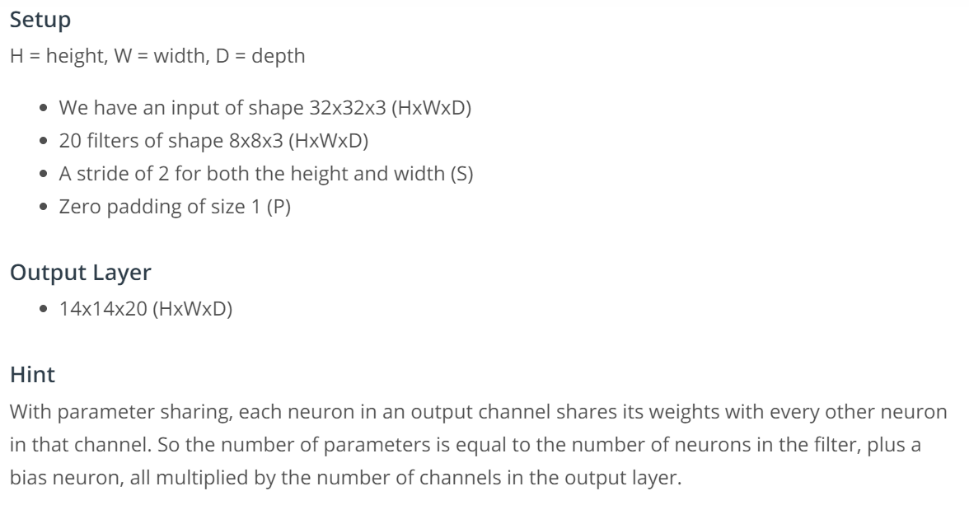 Setup
H = height, W = width, D = depth
• We have an input of shape 32x32x3 (HxWxD)
• 20 filters of shape 8x8x3 (HxWxD)
• A stride of 2 for both the height and width (S)
• Zero padding of size 1 (P)
Output Layer
• 14x14x20 (HxWxD)
Hint
With parameter sharing, each neuron in an output channel shares its weights with every other neuron
in that channel. So the number of parameters is equal to the number of neurons in the filter, plus a
bias neuron, all multiplied by the number of channels in the output layer.